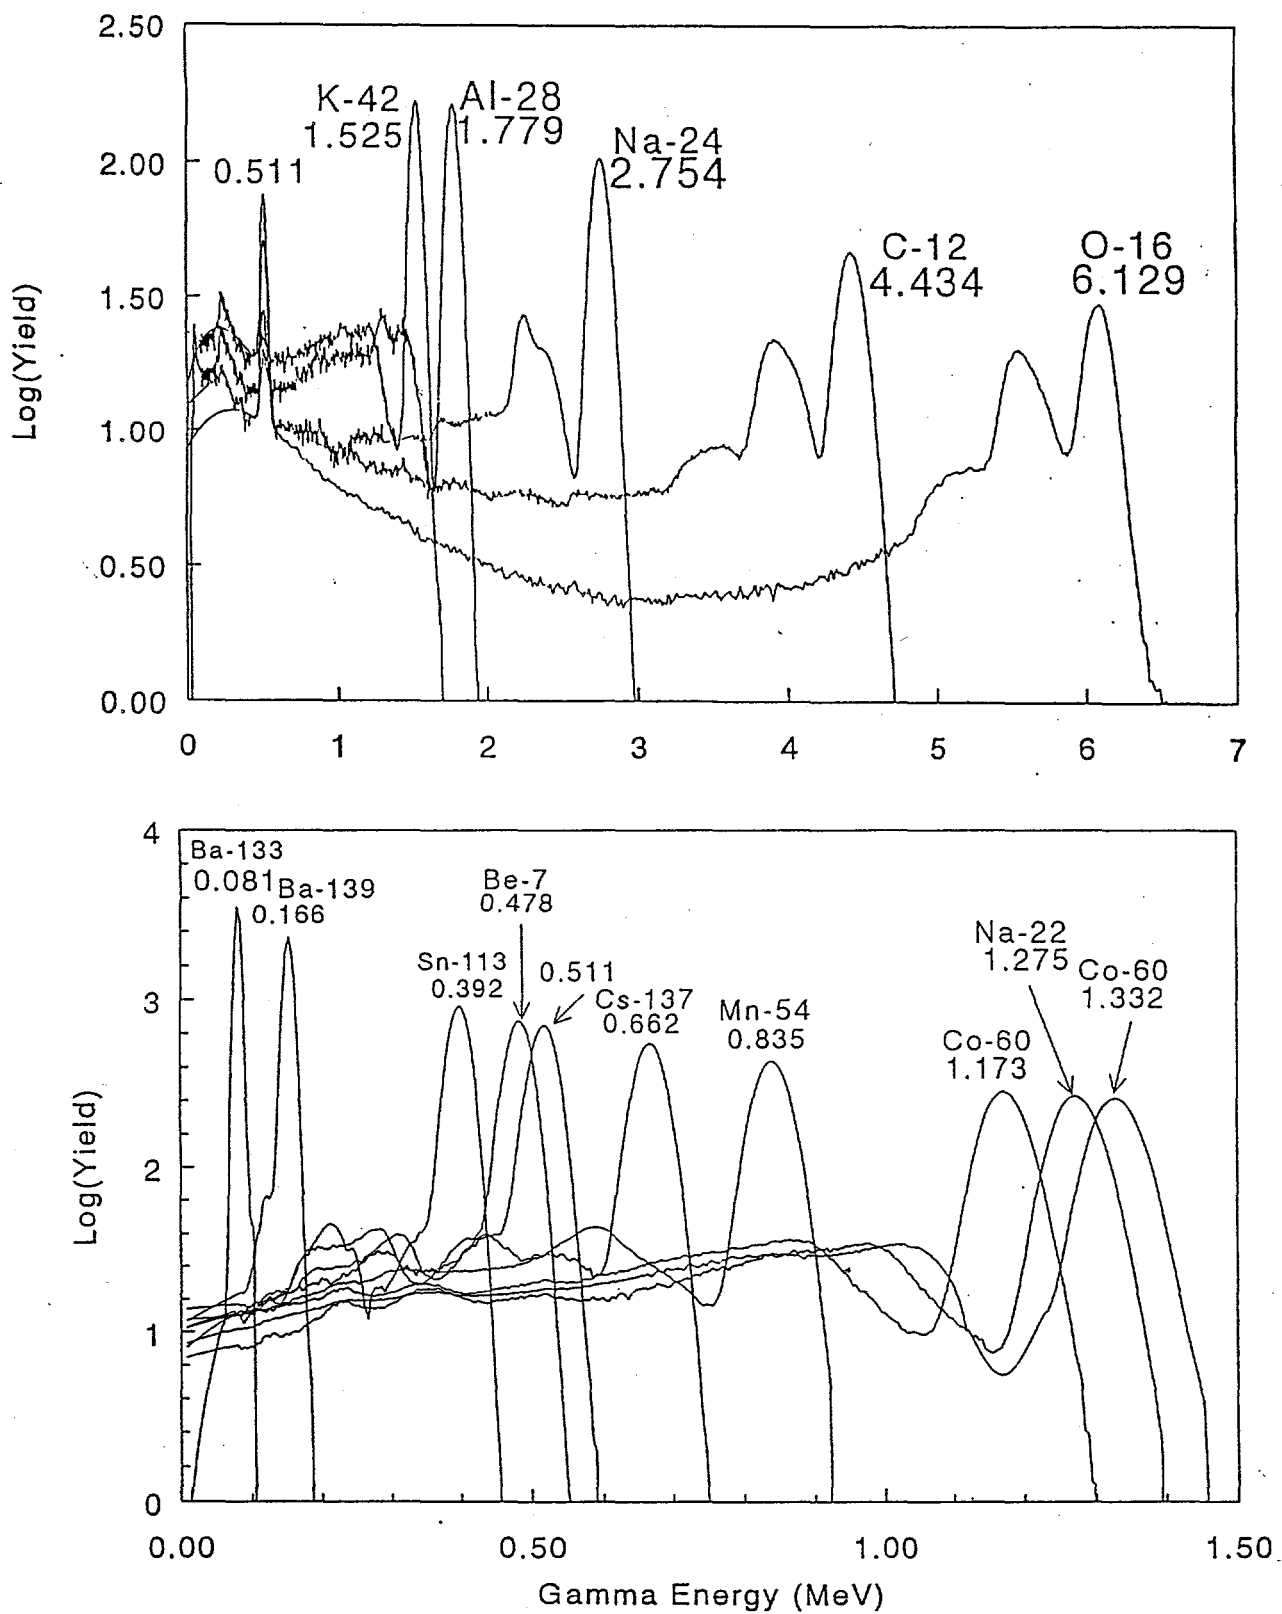 2.50
K-42
Al-28
1.525
1.779
Na-24
2.00
0.511
2.754
C-12
O-16
4.434
6.129
1.50
Log(Yield)
1.00
0.50
0.00
0 1 2 3 4 5 6 7
4
Ba-133
0.081
Ba-139
0.166
Be-7
0.478
Na-22
1.275
Sn-113
0.392
0.511
Co-60
1.332
3
Cs-137
0.662
Mn-54
0.835
Co-60
1.173
Log(Yield)
2
1
0
0.00 0.50 1.00 1.50
Gamma Energy (MeV)